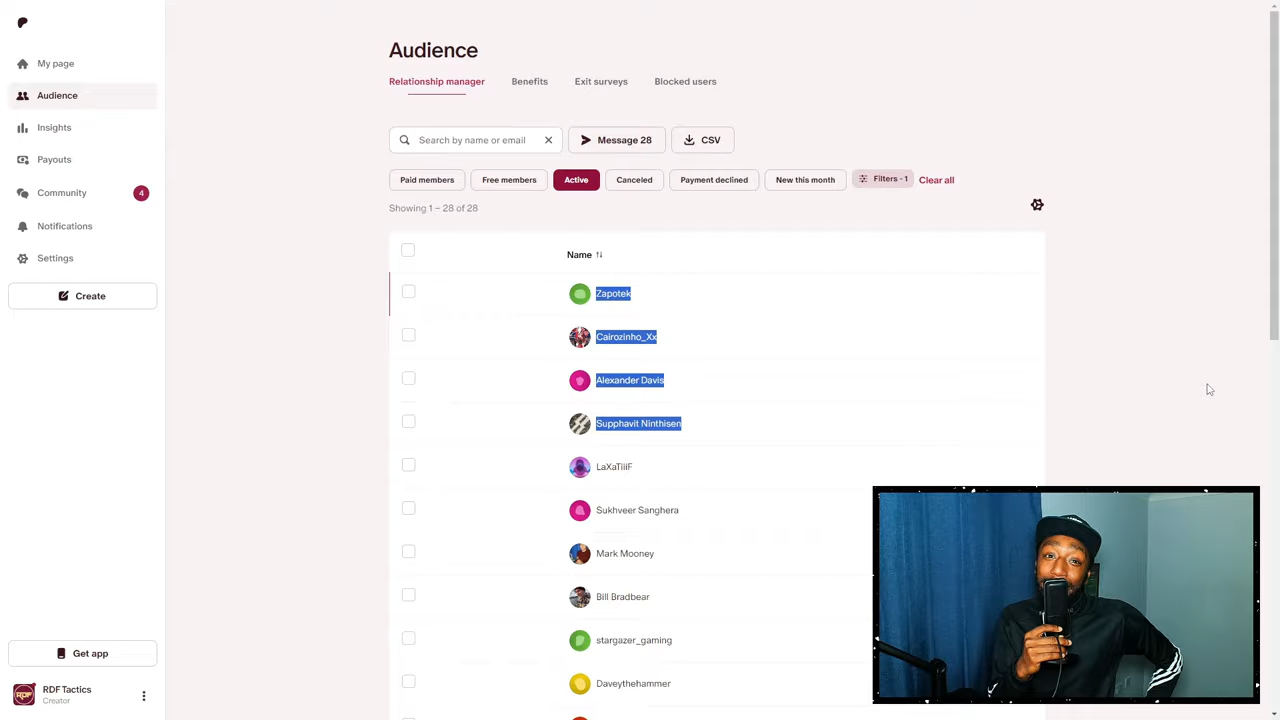 Audience
Relationship manager
Benefits
Exit surveys
Blocked users
Search by name or email
Message 28
CSV
Paid members
Free members
Active
Canceled
Payment declined
New this month
Filters - 1
Clear all
Showing 1 – 28 of 28
Name
Zapotek
Cairozinho_Xx
Alexander Davis
Supphavit Ninthisen
LaXaTiiiF
Sukhveer Sanghera
Mark Mooney
Bill Bradbear
stargazer_gaming
Daveythehammer
My page
Audience
Insights
Payouts
Community
4
Notifications
Settings
Create
Get app
RDF
RDF Tactics
Creator